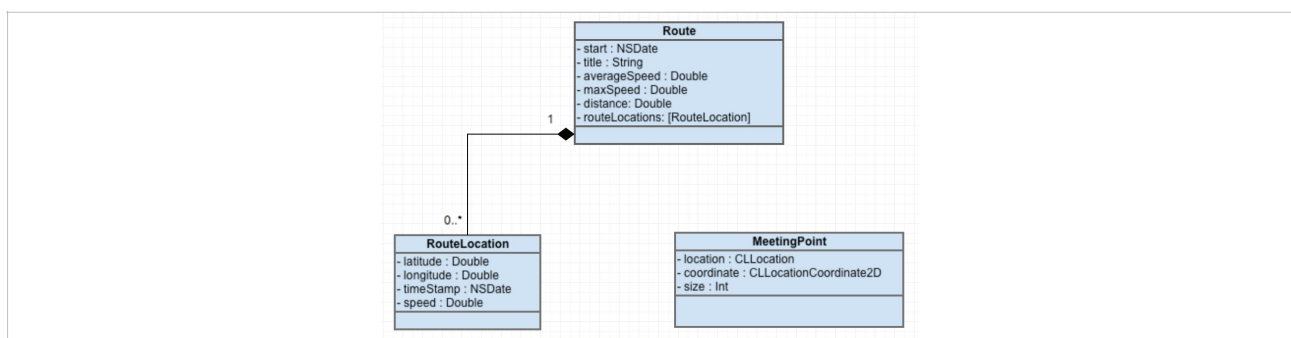 Route
- start : NSDate
- title : String
- averageSpeed : Double
- maxSpeed : Double
- distance: Double
- routeLocations: [RouteLocation]
1
0..*
RouteLocation
- latitude : Double
- longitude : Double
- timeStamp : NSDate
- speed : Double
MeetingPoint
- location : CLLocation
- coordinate : CLLocationCoordinate2D
- size : Int